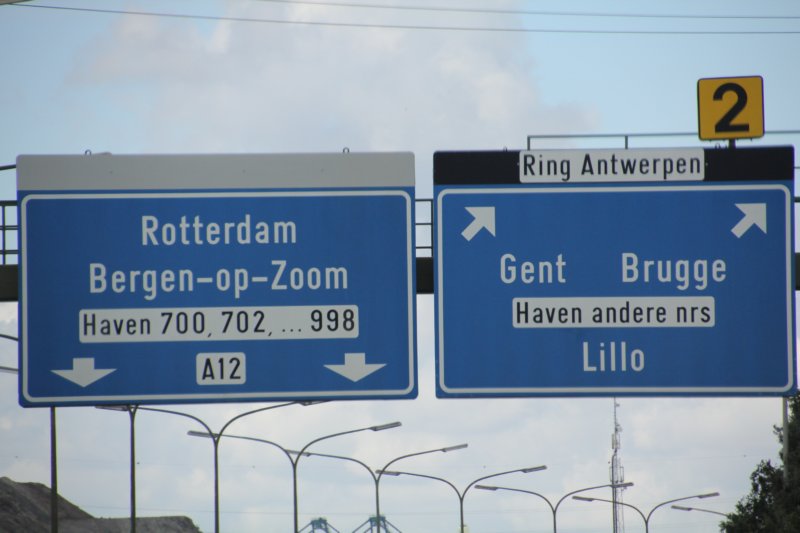 Rotterdam
Bergen-op-Zoom
Haven 700, 702, ... 998
A12
2
Ring Antwerpen
Gent Brugge
Haven andere nrs
Lillo